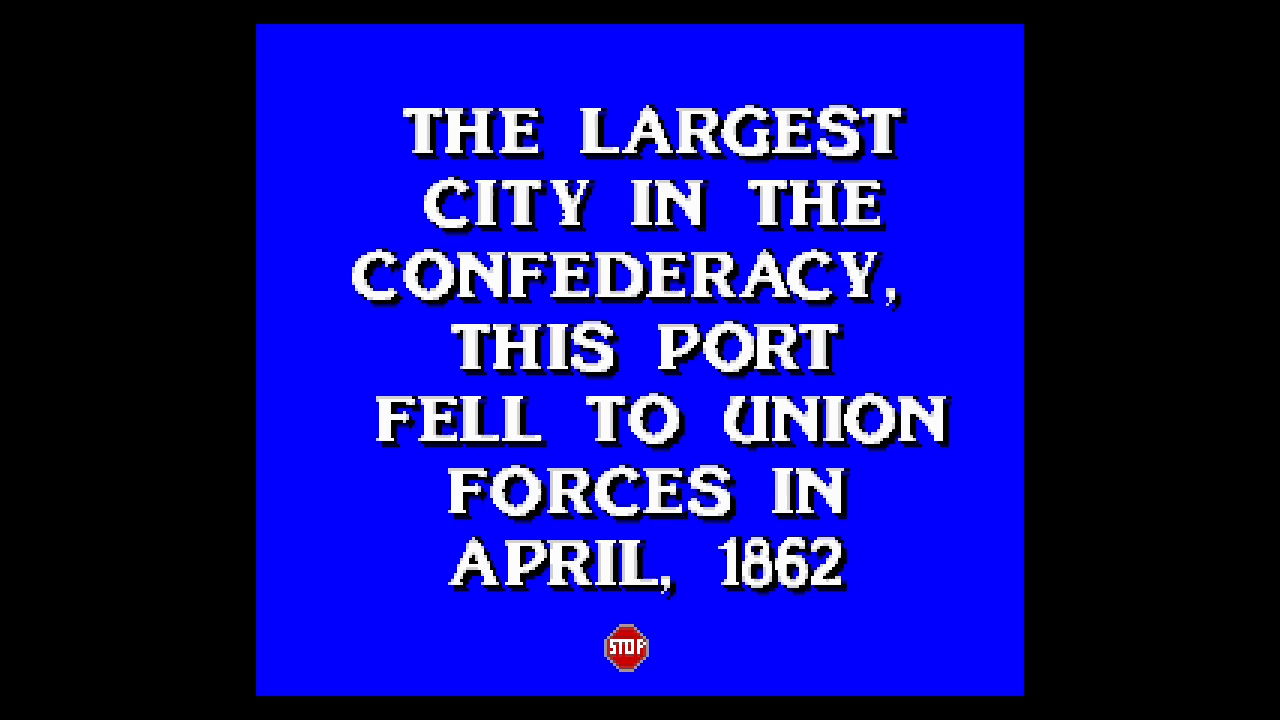 THE LARGEST
CITY IN THE
CONFEDERACY,
THIS PORT
FELL TO UNION
FORCES IN
APRIL, 1862
STOP